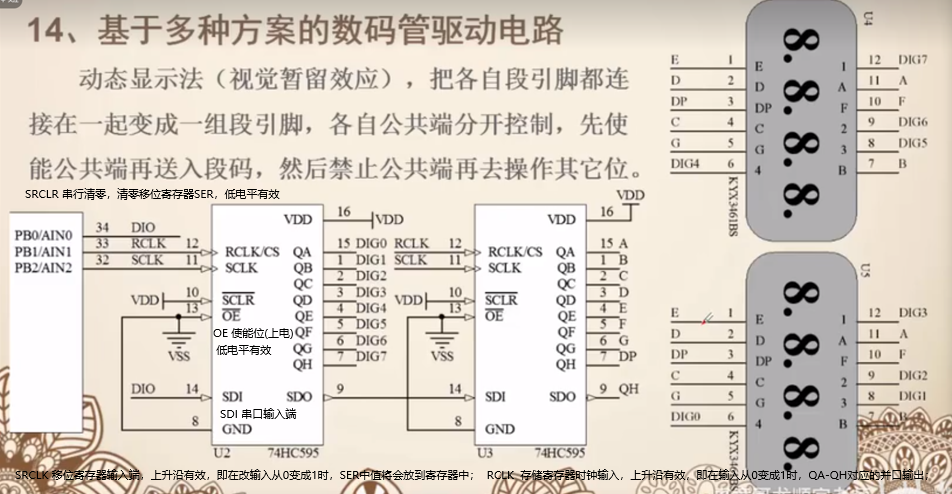 14、基于多种方案的数码管驱动电路
动态显示法（视觉暂留效应），把各自段引脚都连
接在一起变成一组段引脚，各自公共端分开控制，先使
能公共端再送入段码，然后禁止公共端再去操作其它位。
SRCLR 串行清零，清零移位寄存器SER，低电平有效
PB0/AIN0 34 DIO
PB1/AIN1 33 RCLK 12
PB2/AIN2 32 SCLK 11
VDD 10
13
VSS
DIO 14
8
VDD 16 VDD
RCLK/CS QA 15 DIG0
SCLK QB 1 DIG1
QC 2 DIG2
SCLR QD 3 DIG3
OE QE 4 DIG4
OE 使能位(上电)
低电平有效
QF 5 DIG5
QG 6 DIG6
QH 7 DIG7
SDI SDO 9
SDI 串口输入端
GND
U2 74HC595
RCLK 12
SCLK 11
VDD 10
13
VSS
14
8
VDD 16 VDD
RCLK/CS QA 15 A
SCLK QB 1 B
QC 2 C
SCLR QD 3 D
OE QE 4 E
QF 5 F
QG 6 G
QH 7 DP
SDI SDO 9 QH
GND
U3 74HC595
U4
E 1 E 1 12 DIG7
D 2 D A 11 A
DP 3 DP F 10 F
C 4 C 2 9 DIG6
G 5 G 3 8 DIG5
DIG4 6 4 B 7 B
8.8.8.8.
KYX3461BS
U5
E 1 E 1 12 DIG3
D 2 D A 11 A
DP 3 DP F 10 F
C 4 C 2 9 DIG2
G 5 G 3 8 DIG1
DIG0 6 4 B 7
8.8.8.8.
SRCLK 移位寄存器输入端，上升沿有效，即在改输入从0变成1时，SER中值将会放到寄存器中； RCLK 存储寄存器时钟输入，上升沿有效，即在输入从0变成1时，QA-QH对应的并口输出；